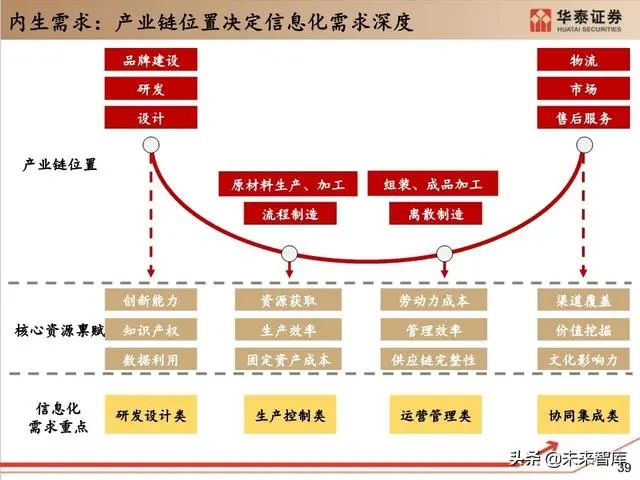 内生需求：产业链位置决定信息化需求深度
华泰证券
HUATAI SECURITIES
品牌建设
研发
设计
物流
市场
售后服务
产业链位置
原材料生产、加工
流程制造
组装、成品加工
离散制造
核心资源禀赋
创新能力
知识产权
数据利用
资源获取
生产效率
固定资产成本
劳动力成本
管理效率
供应链完整性
渠道覆盖
价值挖掘
文化影响力
信息化
需求重点
研发设计类
生产控制类
运营管理类
协同集成类
头条@未来智库
39